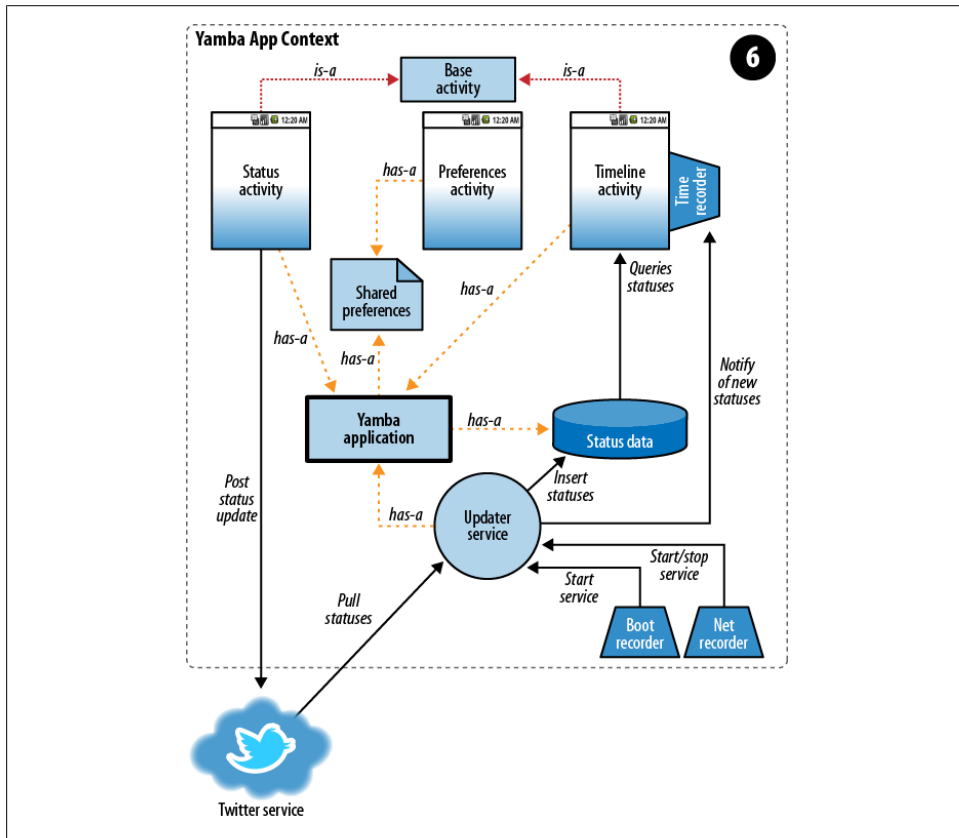 Yamba App Context
6
is-a
Base
activity
is-a
12:20 AM
Status
activity
12:20 AM
Preferences
activity
12:20 AM
Timeline
activity
Time
recorder
has-a
Shared
preferences
has-a
Queries
statuses
has-a
has-a
Notify
of new
statuses
Yamba
application
has-a
Status data
Post
status
update
Insert
statuses
has-a
Updater
service
Start/stop
service
Start
service
Pull
statuses
Boot
recorder
Net
recorder
Twitter service